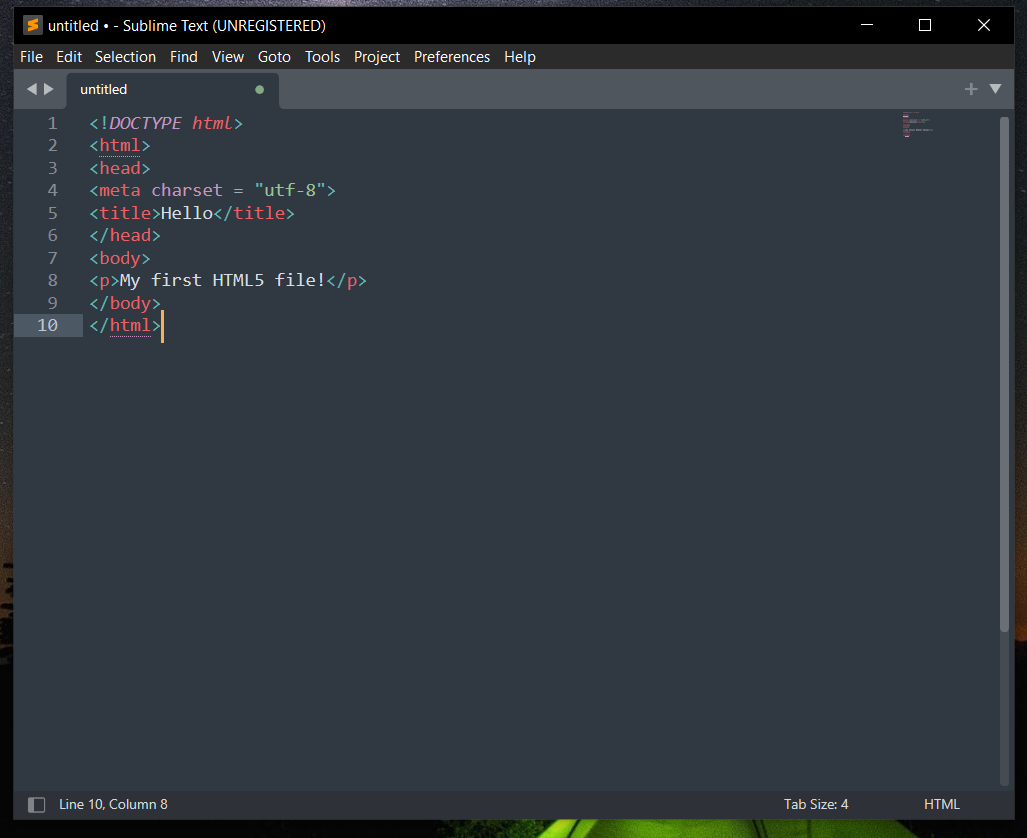 untitled • - Sublime Text (UNREGISTERED)
File Edit Selection Find View Goto Tools Project Preferences Help
untitled
1 <!DOCTYPE html>
2 <html>
3 <head>
4 <meta charset = "utf-8">
5 <title>Hello</title>
6 </head>
7 <body>
8 <p>My first HTML5 file!</p>
9 </body>
10 </html>
Line 10, Column 8 Tab Size: 4 HTML